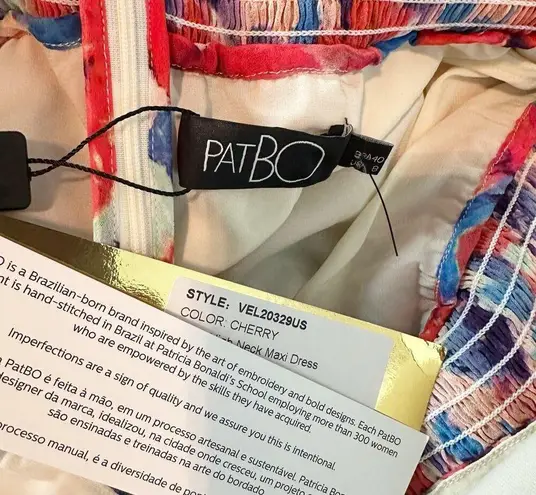 PATBO
BRA40
USA 8
STYLE: VEL20329US
COLOR: CHERRY
Neck Maxi Dress
O is a Brazilian-born brand inspired by the art of embroidery and bold designs. Each PatBO
is hand-stitched in Brazil at Patricia Bonaldi's School employing more than 300 women
who are empowered by the skills they have acquired.
Imperfections are a sign of quality and we assure you this is intentional.
PatBO é feita à mão, em um processo artesanal e sustentável. Patricia
designer da marca, idealizou, na cidade onde cresceu, um projeto
são ensinadas e treinadas na arte do bordado
processo manual, é a diversidade de